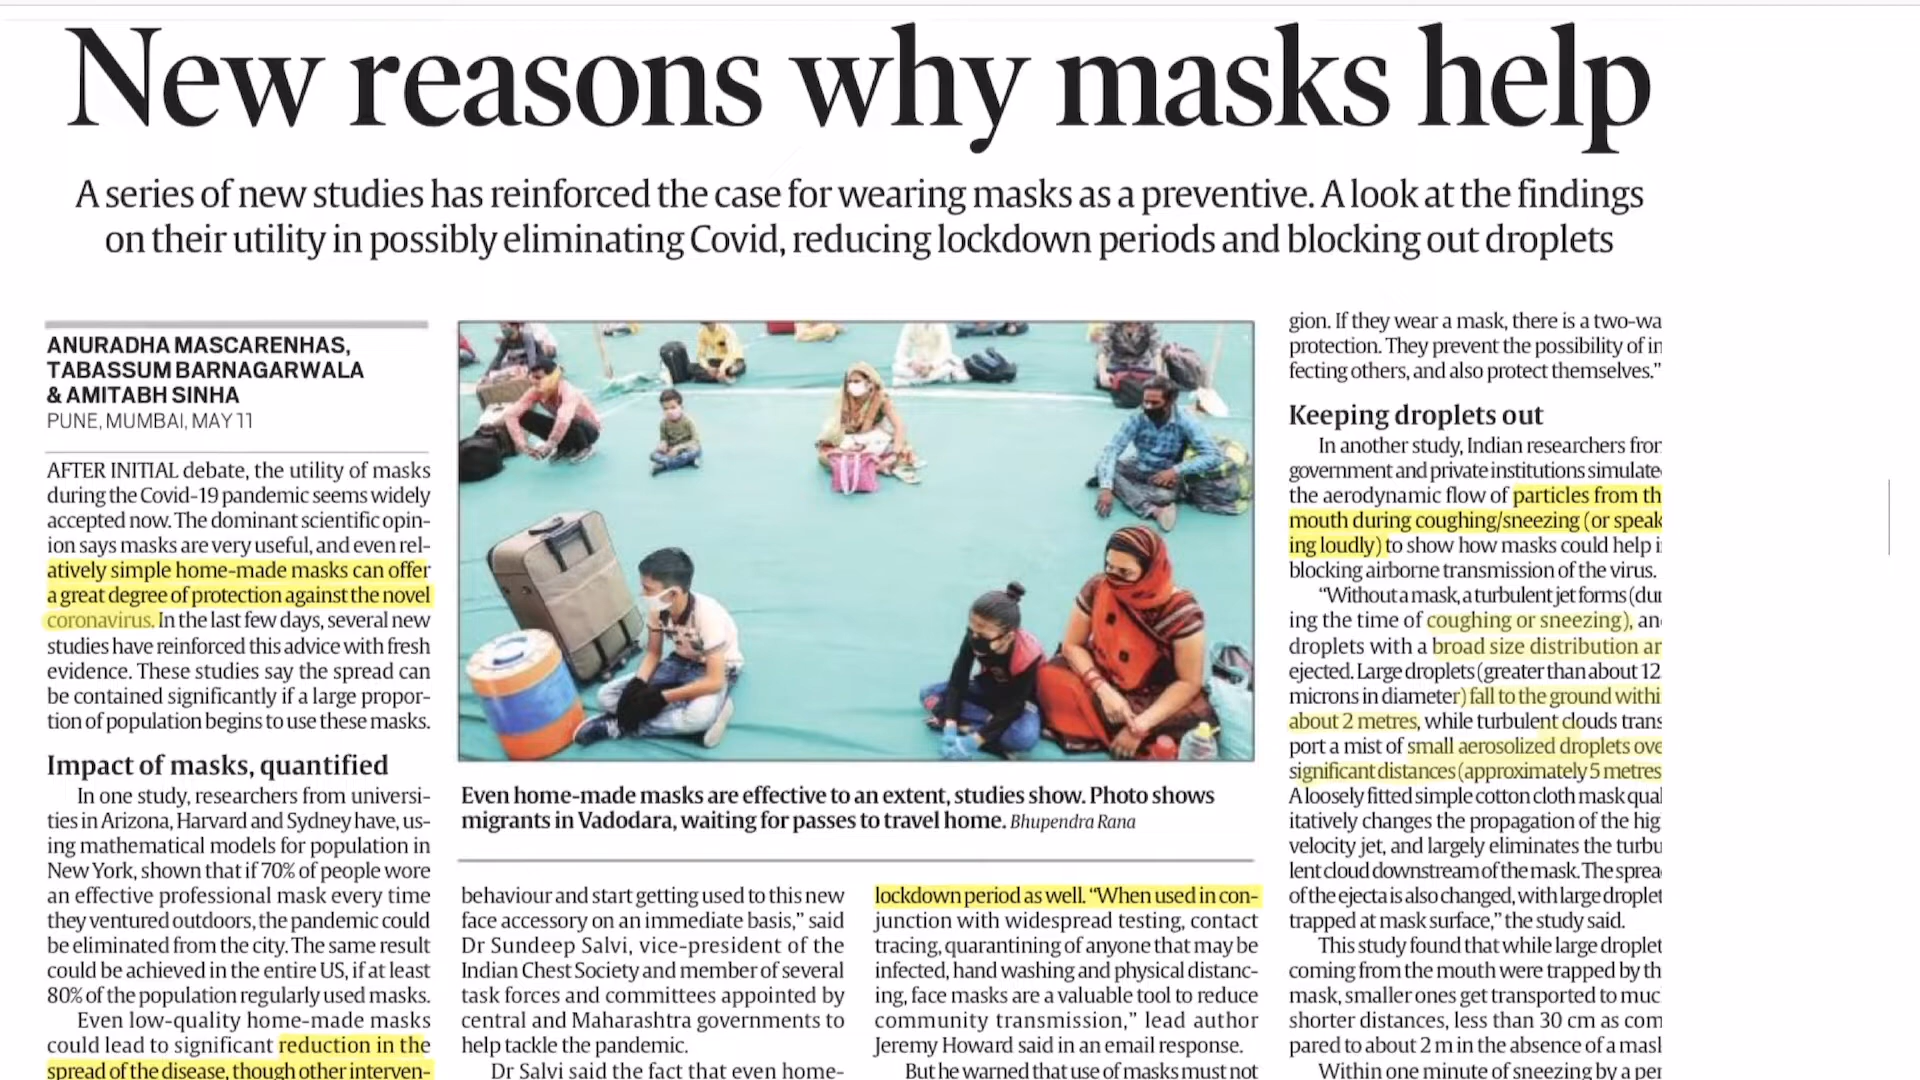 New reasons why masks help
A series of new studies has reinforced the case for wearing masks as a preventive. A look at the findings
on their utility in possibly eliminating Covid, reducing lockdown periods and blocking out droplets
ANURADHA MASCARENHAS,
TABASSUM BARNAGARWALA
& AMITABH SINHA
PUNE, MUMBAI, MAY 11
AFTER INITIAL debate, the utility of masks
during the Covid-19 pandemic seems widely
accepted now. The dominant scientific opin-
ion says masks are very useful, and even rel-
atively simple home-made masks can offer
a great degree of protection against the novel
coronavirus. In the last few days, several new
studies have reinforced this advice with fresh
evidence. These studies say the spread can
be contained significantly if a large propor-
tion of population begins to use these masks.
Impact of masks, quantified
In one study, researchers from universi-
ties in Arizona, Harvard and Sydney have, us-
ing mathematical models for population in
New York, shown that if 70% of people wore
an effective professional mask every time
they ventured outdoors, the pandemic could
be eliminated from the city. The same result
could be achieved in the entire US, if at least
80% of the population regularly used masks.
Even low-quality home-made masks
could lead to significant reduction in the
spread of the disease, though other interven-
Even home-made masks are effective to an extent, studies show. Photo shows
migrants in Vadodara, waiting for passes to travel home. Bhupendra Rana
behaviour and start getting used to this new
face accessory on an immediate basis,” said
Dr Sundeep Salvi, vice-president of the
Indian Chest Society and member of several
task forces and committees appointed by
central and Maharashtra governments to
help tackle the pandemic.
Dr Salvi said the fact that even home-
lockdown period as well. “When used in con-
junction with widespread testing, contact
tracing, quarantining of anyone that may be
infected, hand washing and physical distanc-
ing, face masks are a valuable tool to reduce
community transmission,” lead author
Jeremy Howard said in an email response.
But he warned that use of masks must not
gion. If they wear a mask, there is a two-wa
protection. They prevent the possibility of in
fecting others, and also protect themselves.”
Keeping droplets out
In another study, Indian researchers from
government and private institutions simulate
the aerodynamic flow of particles from th
mouth during coughing/sneezing (or speak
ing loudly) to show how masks could help i
blocking airborne transmission of the virus.
“Without a mask, a turbulent jet forms (dur
ing the time of coughing or sneezing), an
droplets with a broad size distribution ar
ejected. Large droplets (greater than about 12
microns in diameter) fall to the ground withi
about 2 metres, while turbulent clouds trans
port a mist of small aerosolized droplets ove
significant distances (approximately 5 metres
A loosely fitted simple cotton cloth mask qual
itatively changes the propagation of the hig
velocity jet, and largely eliminates the turbu
lent cloud downstream of the mask. The sprea
of the ejecta is also changed, with large droplet
trapped at mask surface,” the study said.
This study found that while large droplet
coming from the mouth were trapped by th
mask, smaller ones get transported to muc
shorter distances, less than 30 cm as com
pared to about 2 m in the absence of a mask
Within one minute of sneezing by a per